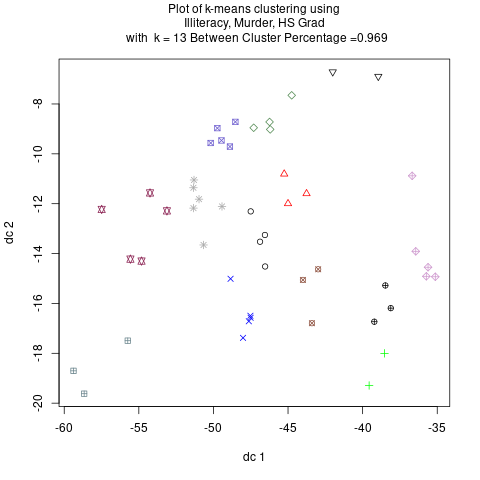 Plot of k-means clustering using
Illiteracy, Murder, HS Grad
with  k = 13 Between Cluster Percentage =0.969
dc 2
-8
-10
-12
-14
-16
-18
-20
-60
-55
-50
-45
-40
-35
dc 1